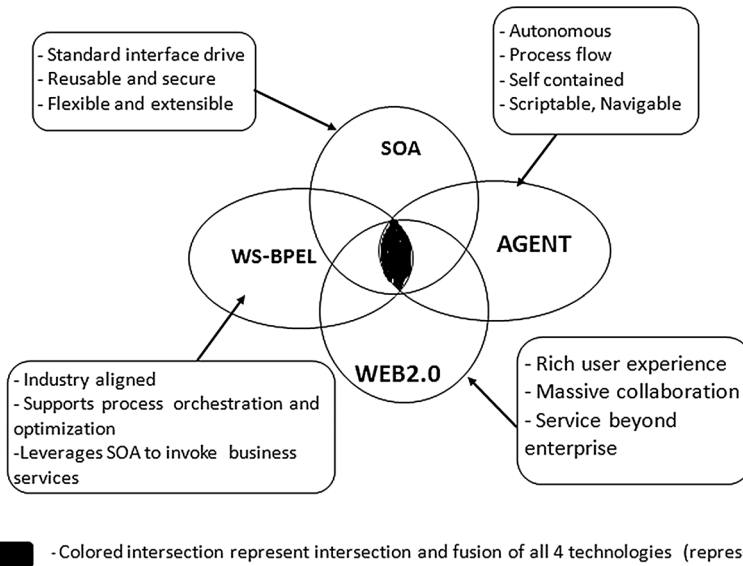 - Standard interface drive
- Reusable and secure
- Flexible and extensible
- Autonomous
- Process flow
- Self contained
- Scriptable, Navigable
SOA
WS-BPEL
AGENT
WEB2.0
- Industry aligned
- Supports process orchestration and
optimization
-Leverages SOA to invoke business
services
- Rich user experience
- Massive collaboration
- Service beyond
enterprise
- Colored intersection represent intersection and fusion of all 4 technologies (repres